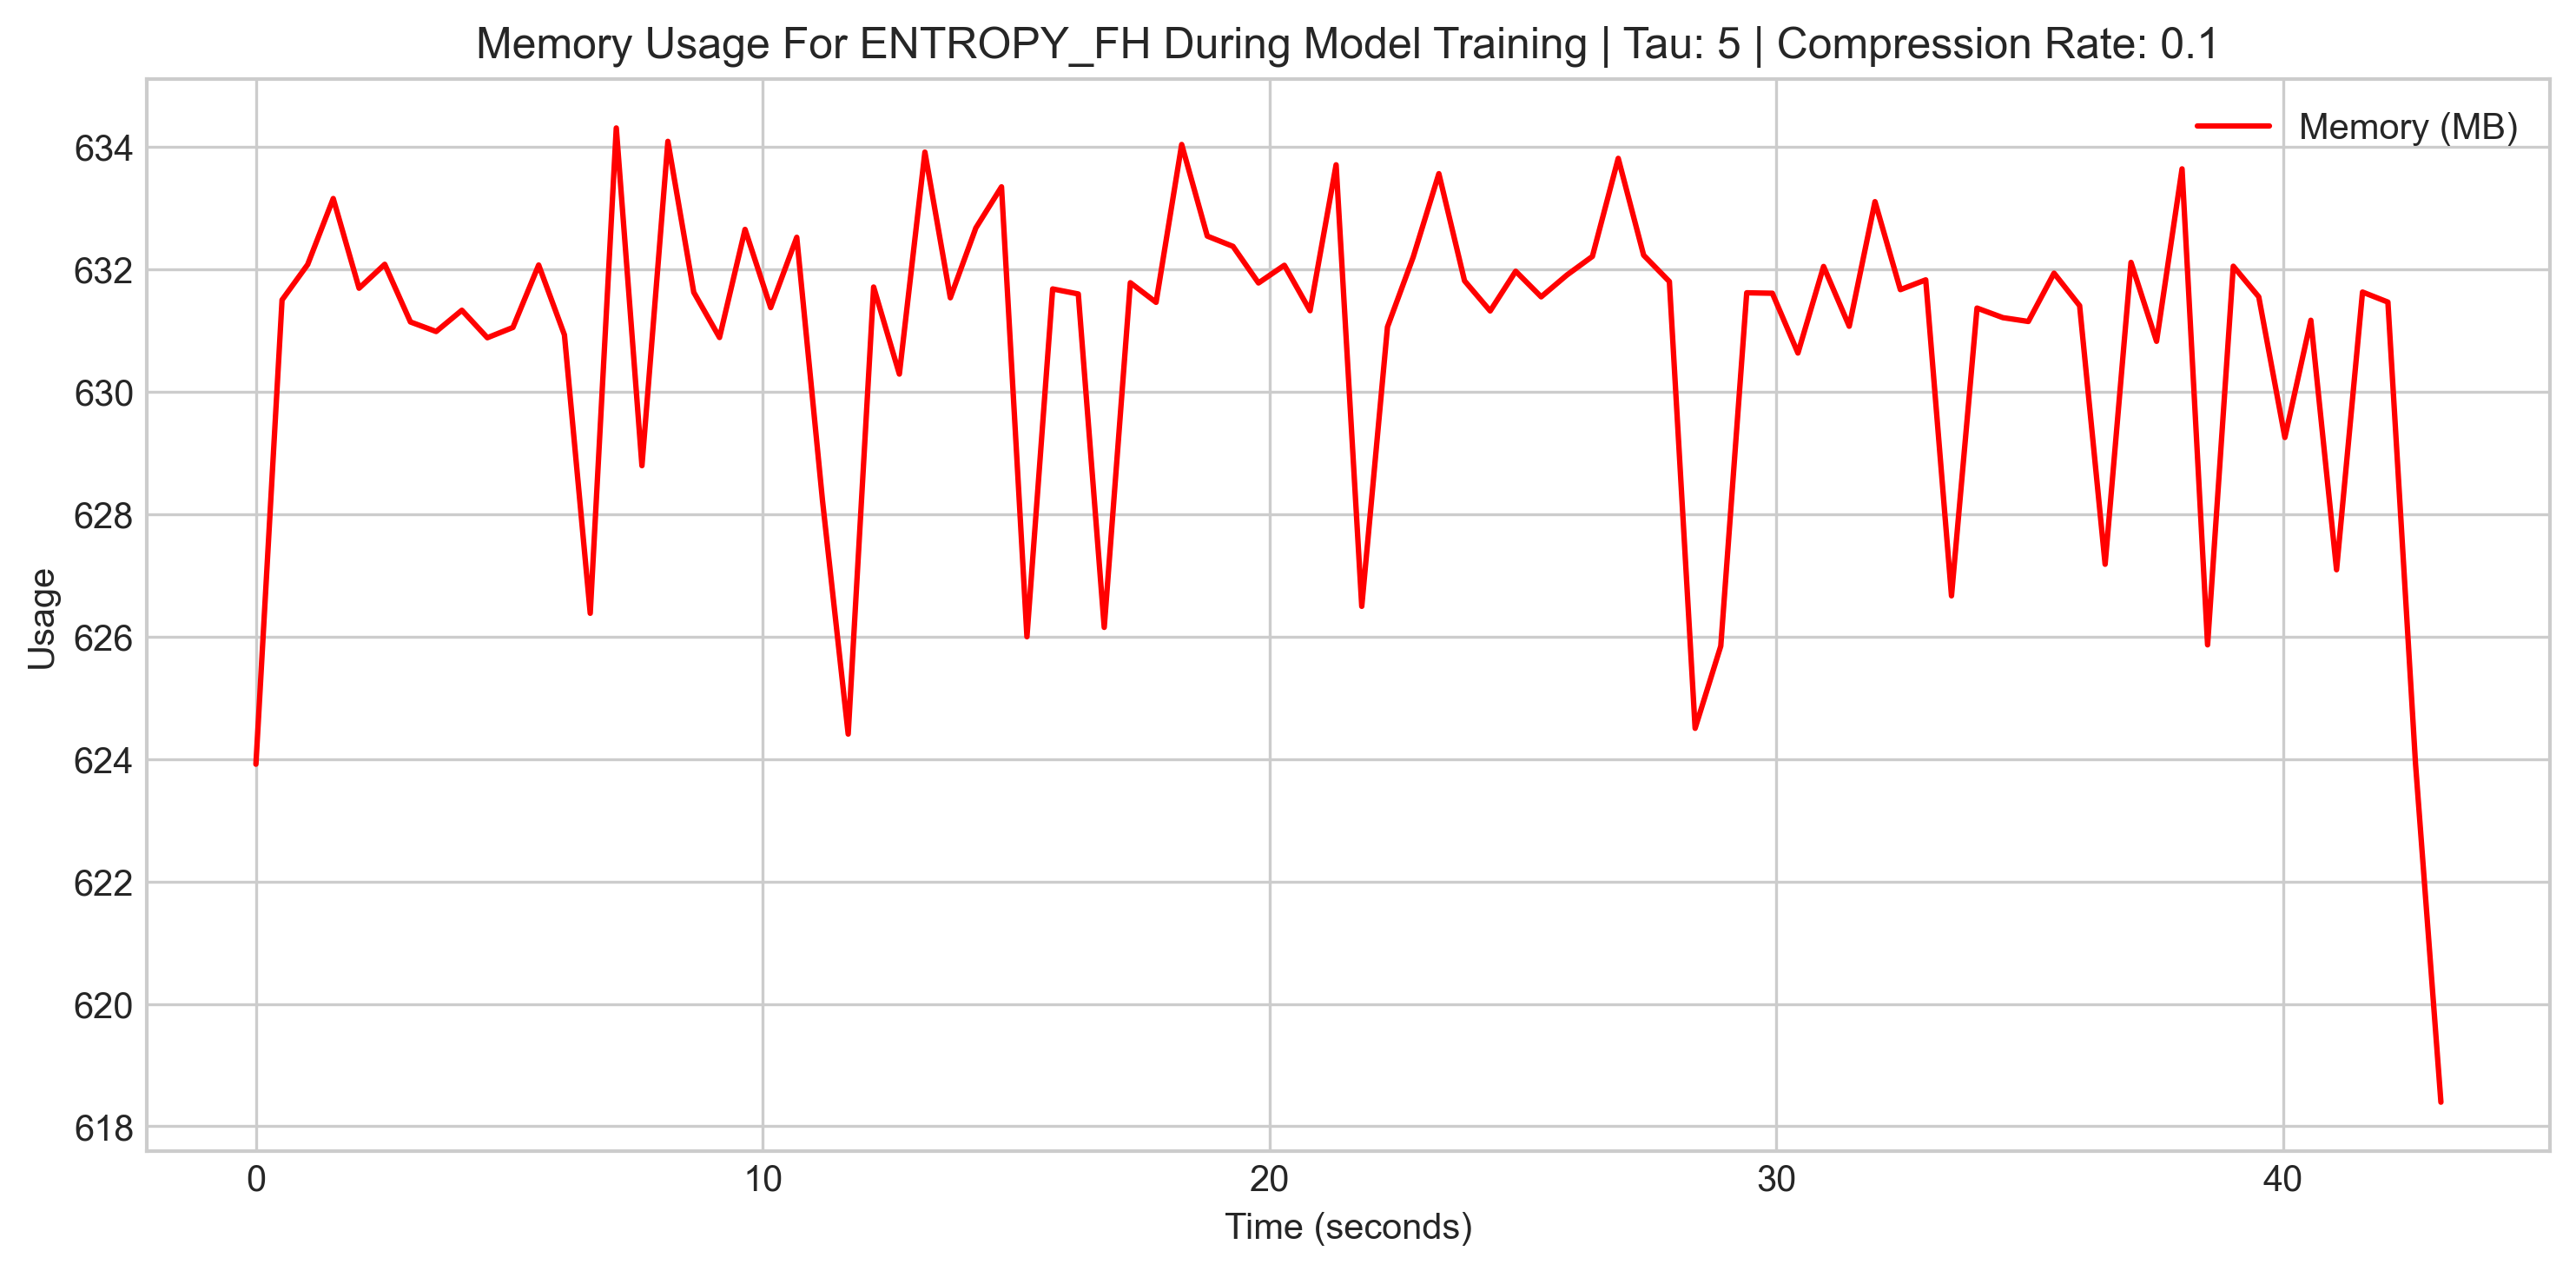 Memory Usage For ENTROPY_FH During Model Training | Tau: 5 | Compression Rate: 0.1
Memory (MB)
634
632
630
628
626
624
622
620
618
Usage
0 10 20 30 40
Time (seconds)